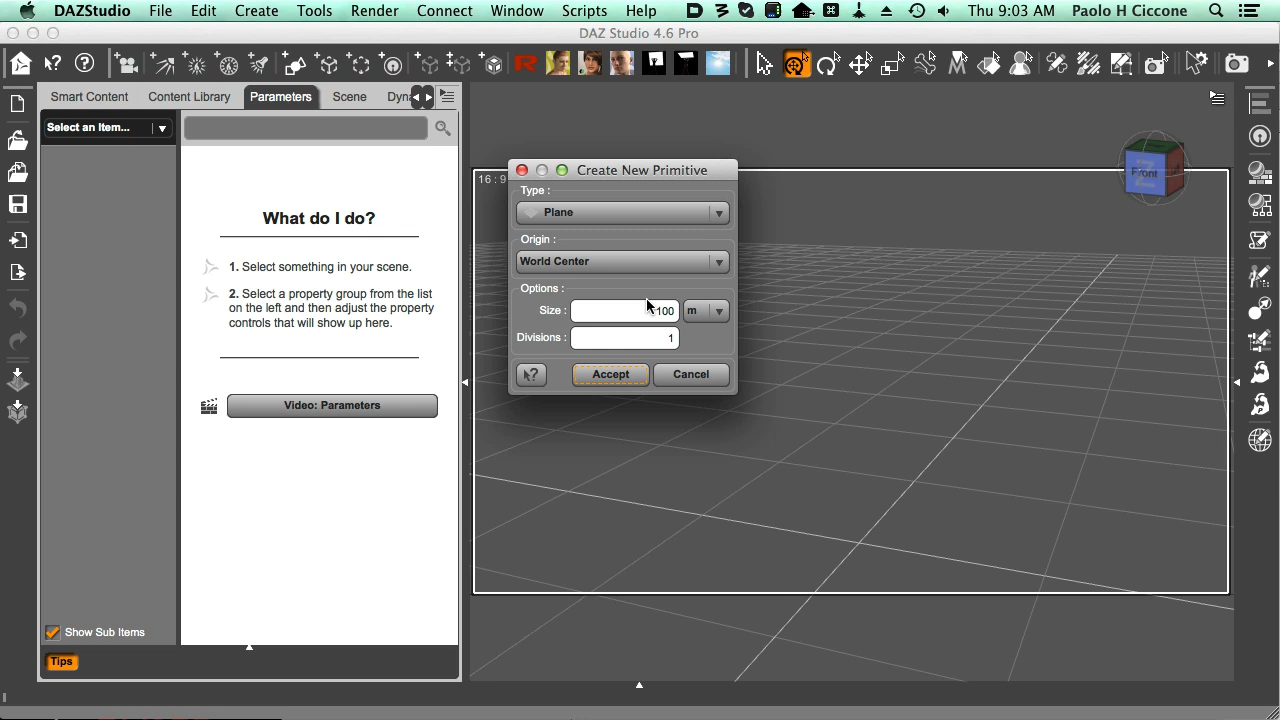 DAZStudio File Edit Create Tools Render Connect Window Scripts Help Thu 9:03 AM Paolo H Ciccone
DAZ Studio 4.6 Pro
Smart Content Content Library Parameters Scene Dyna
Select an Item...
What do I do?
1. Select something in your scene.
2. Select a property group from the list
on the left and then adjust the property
controls that will show up here.
Video: Parameters
Show Sub Items
Tips
16:9
Create New Primitive
Type :
Plane
Origin :
World Center
Options :
Size : 100 m
Divisions : 1
Accept Cancel
Front